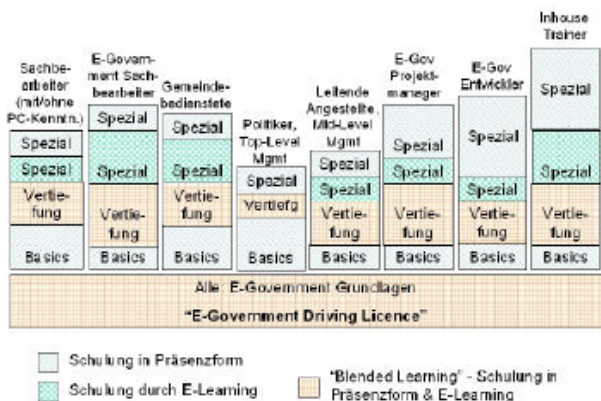 Sachbe-
arbeiter
(mit/ohne
PC-Kenntn.)
Spezial
Spezial
Vertie-
fung
Basics
E-Govern-
ment Sach-
bearbeiter
Spezial
Spezial
Vertie-
fung
Basics
Gemeinde-
bedienstete
Spezial
Spezial
Vertie-
fung
Basics
Politiker,
Top-Level
Mgmt
Spezial
Vertiefg
Basics
Leitende
Angestellte,
Mid-Level
Mgmt
Spezial
Spezial
Vertie-
fung
Basics
E-Gov
Projekt-
manager
Spezial
Spezial
Vertie-
fung
Basics
E-Gov
Entwickler
Spezial
Spezial
Vertie-
fung
Basics
Inhouse
Trainer
Spezial
Spezial
Vertie-
fung
Basics
Alle: E-Government Grundlagen
"E-Government Driving Licence"
Schulung in Präsenzform
Schulung durch E-Learning
"Blended Learning" - Schulung in
Präsenzform & E-Learning